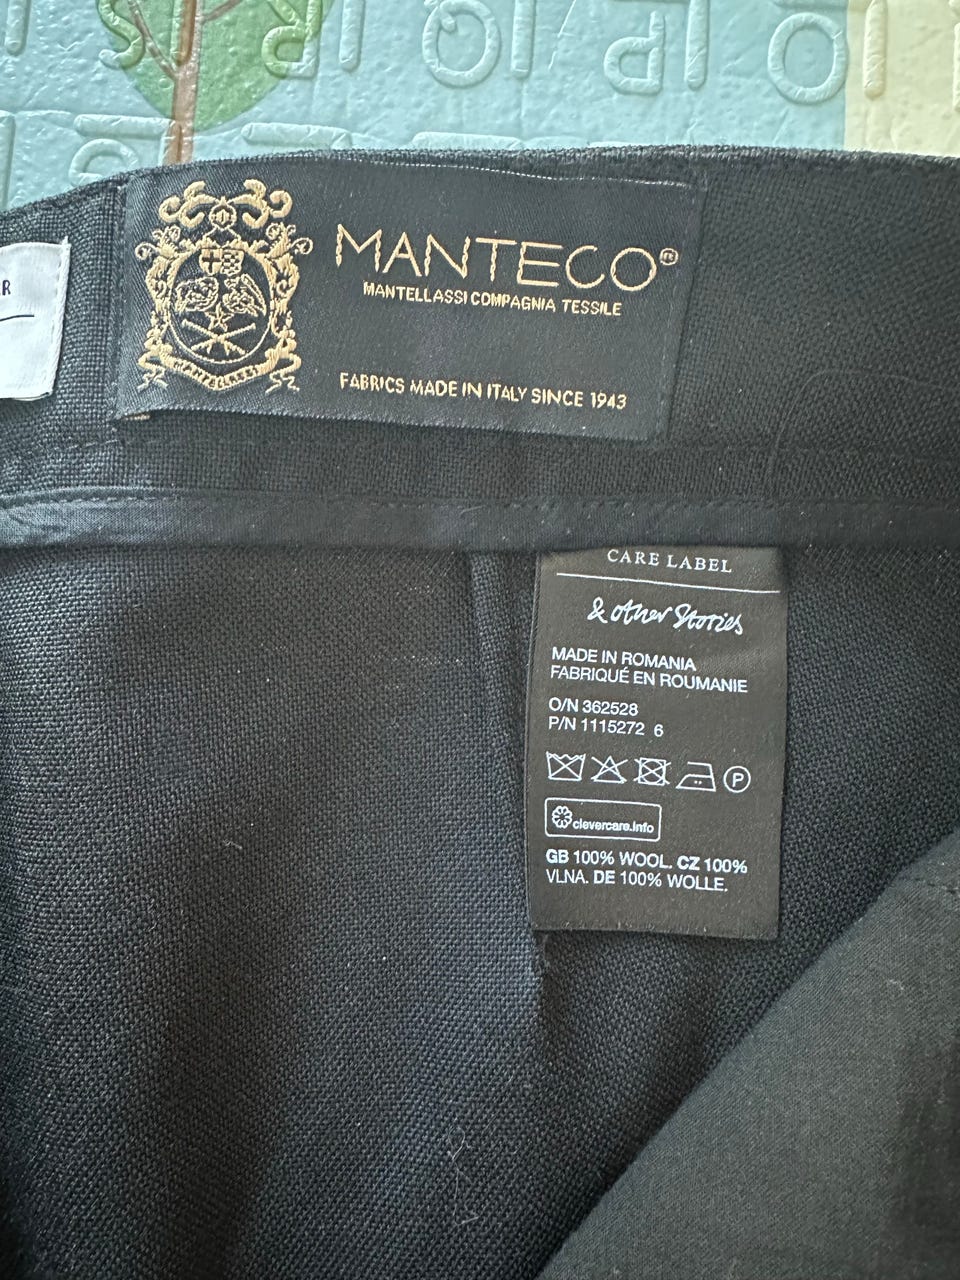 MANTECO®
MANTELLASSI COMPAGNIA TESSILE
MANTELLASSI
FABRICS MADE IN ITALY SINCE 1943
R
CARE LABEL
& other Stories
MADE IN ROMANIA
FABRIQUÉ EN ROUMANIE
O/N 362528
P/N 1115272 6
P
clevercare.info
GB 100% WOOL. CZ 100%
VLNA. DE 100% WOLLE.